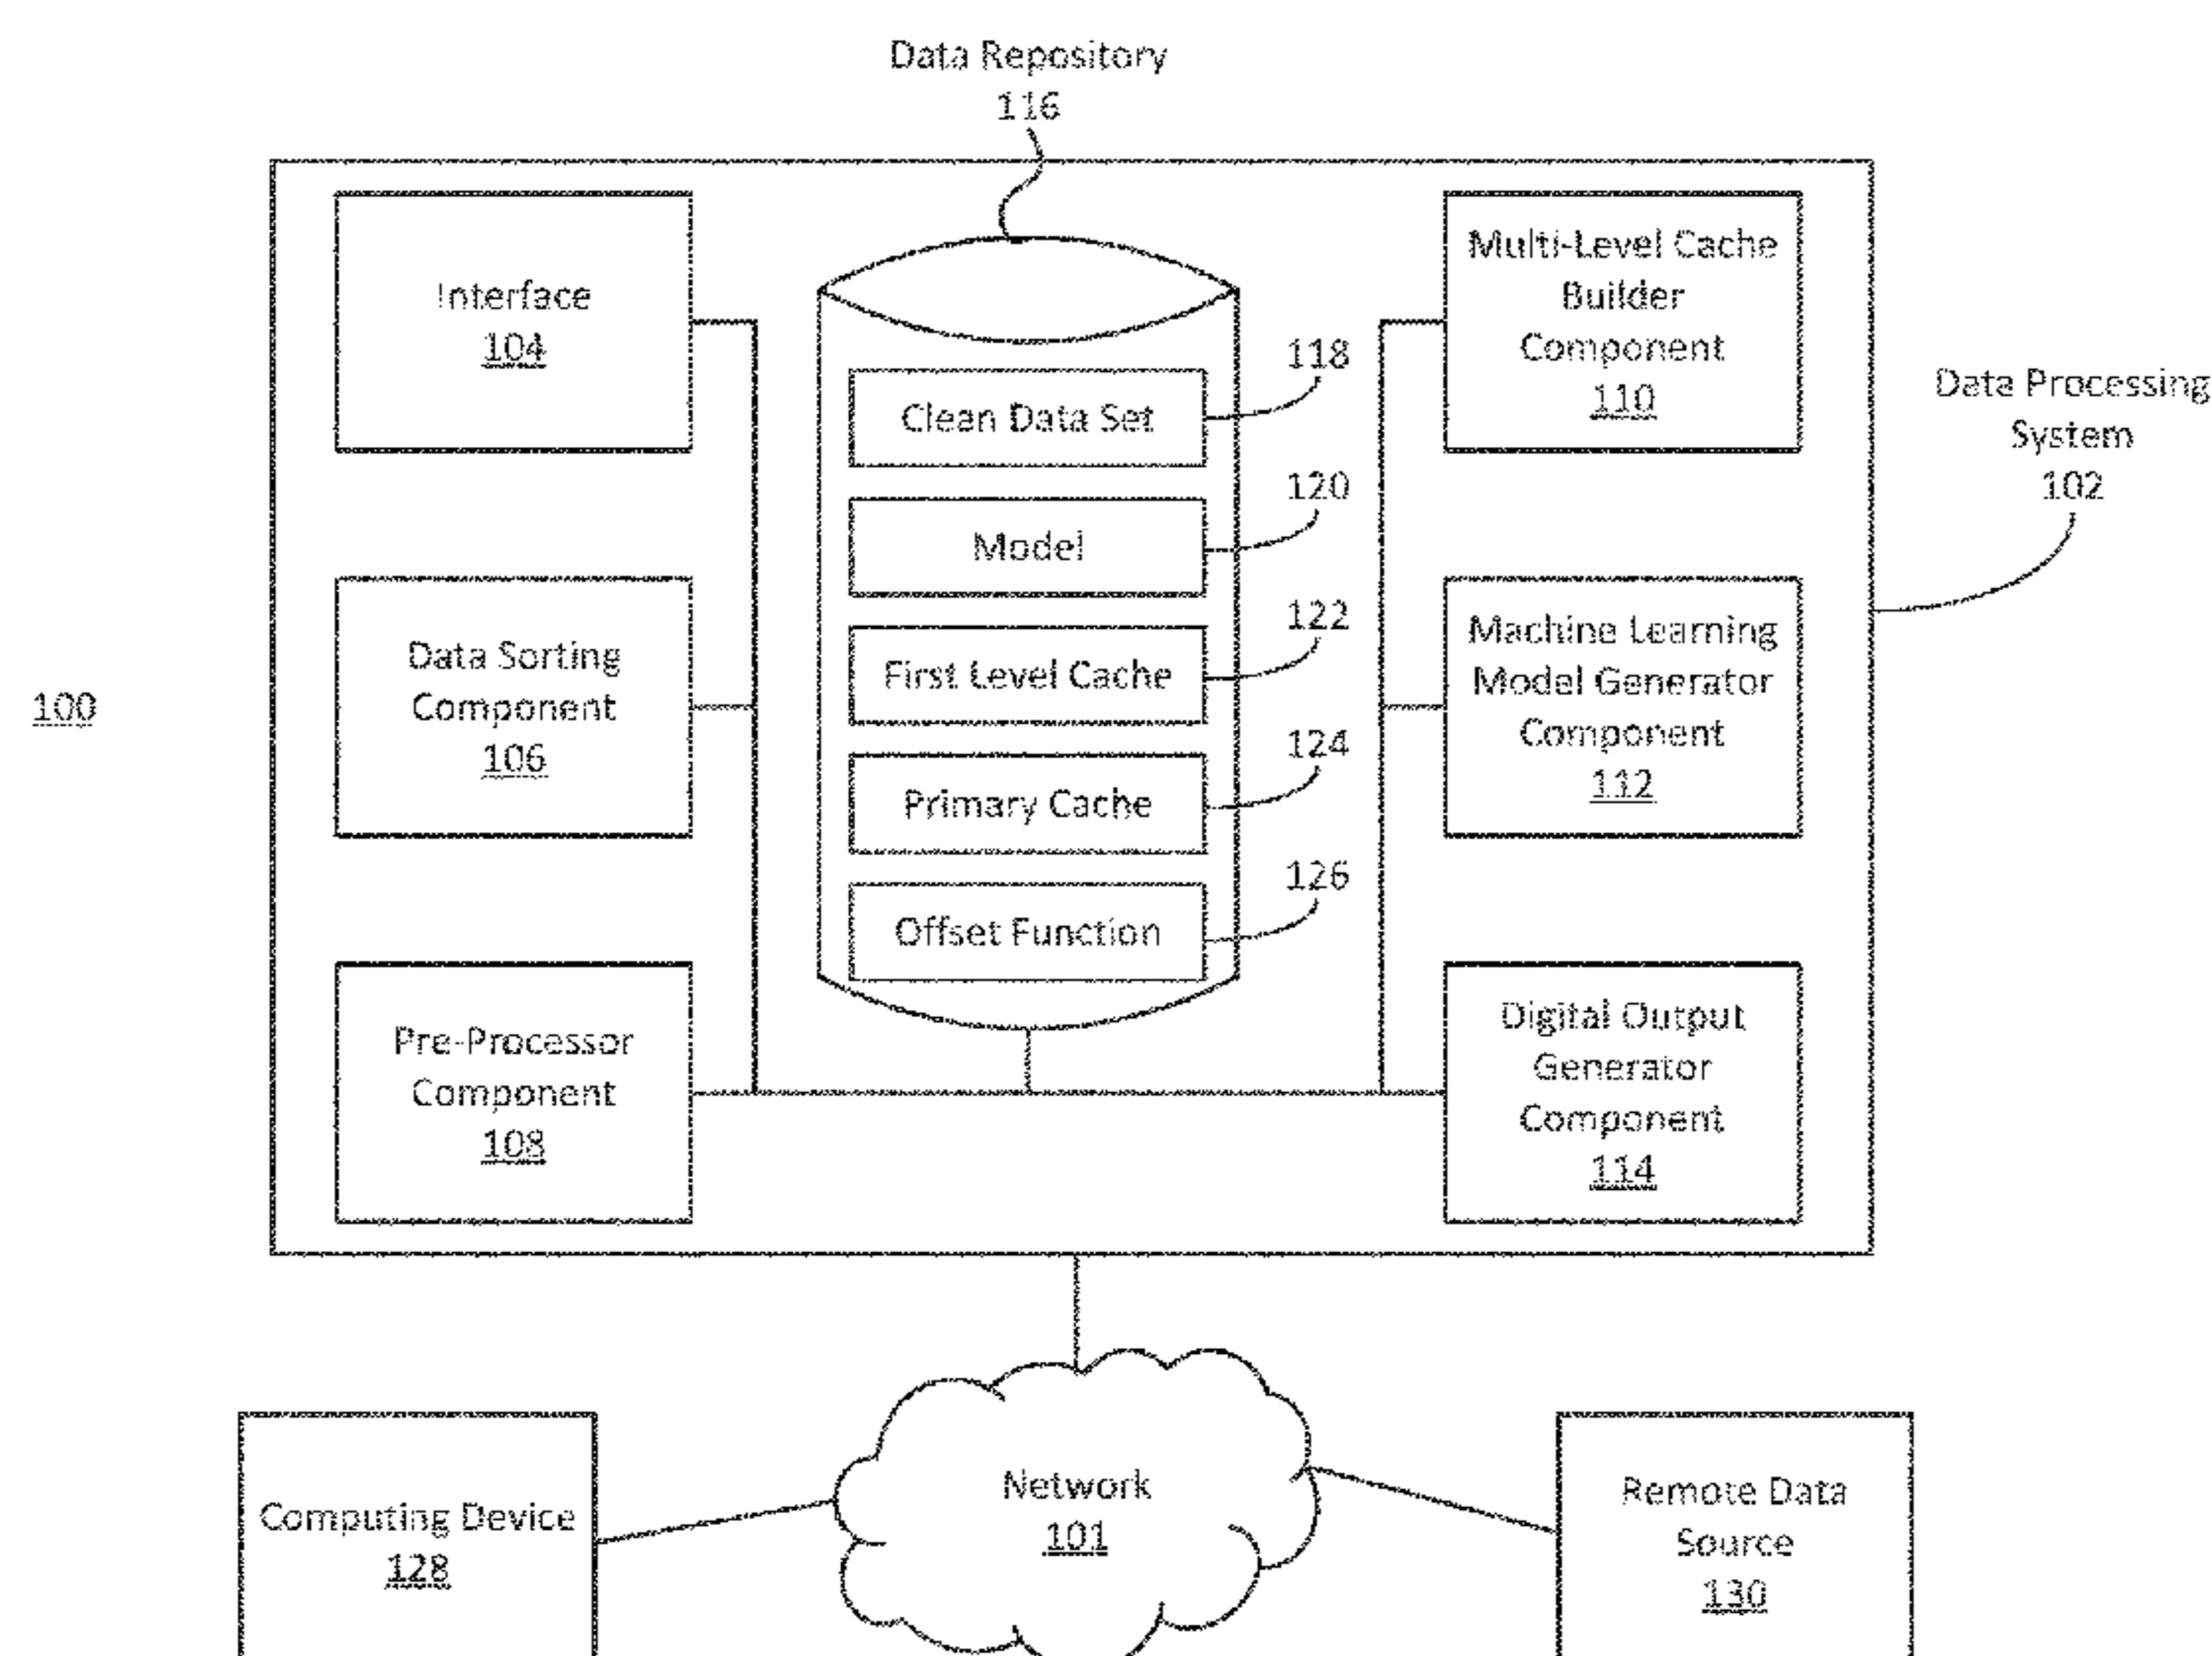 Data Repository
116
Interface
104
Clean Data Set
118
Model
120
First Level Cache
122
Primary Cache
124
Offset Function
126
Multi-Level Cache
Builder
Component
110
Data Processing
System
102
100
Data Sorting
Component
106
Machine Learning
Model Generator
Component
112
Pre-Processor
Component
108
Digital Output
Generator
Component
114
Computing Device
128
Network
101
Remote Data
Source
130